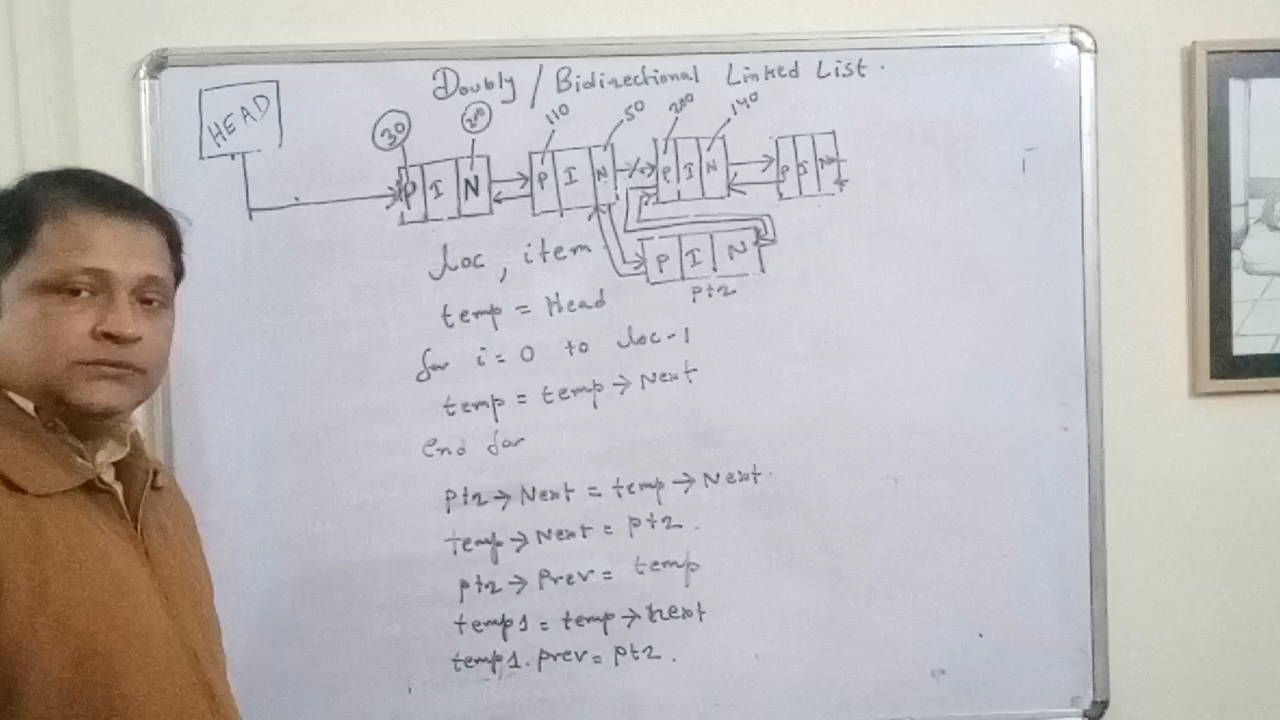 Doubly / Bidirectional Linked List.
HEAD
30
200
110
50
200
140
P I N
P I N
P I N
P I N
P I N
ptr
loc, item
temp = Head
for i = 0 to loc-1
temp = temp → Next
end for
ptr → Next = temp → Next.
temp → Next = ptr.
ptr → Prev = temp
temp1 = temp → next
temp1.prev = ptr.